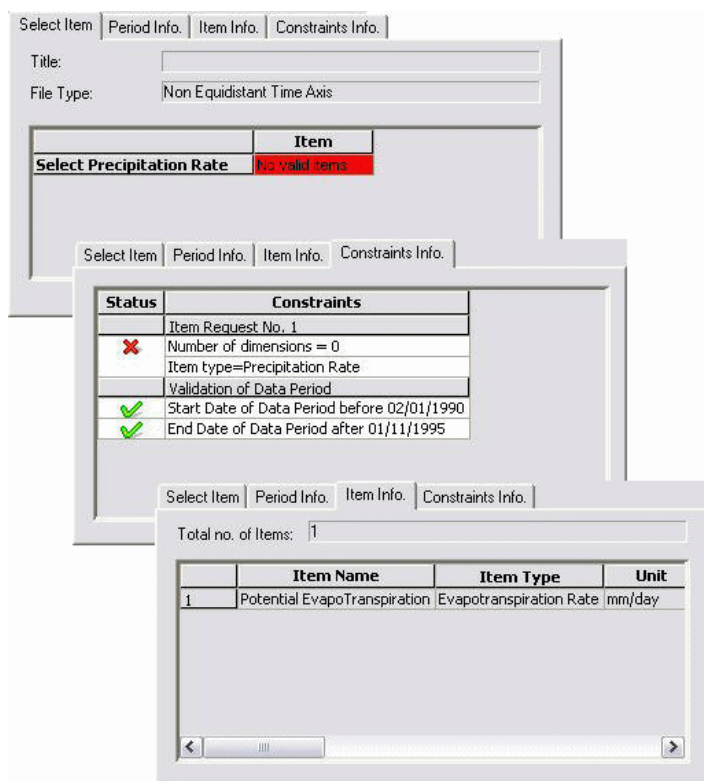 Select Item Period Info. Item Info. Constraints Info.
Title:
File Type: Non Equidistant Time Axis
Item
Select Precipitation Rate No valid items
Select Item Period Info. Item Info. Constraints Info.
Status Constraints
Item Request No. 1
Number of dimensions = 0
Item type=Precipitation Rate
Validation of Data Period
Start Date of Data Period before 02/01/1990
End Date of Data Period after 01/11/1995
Select Item Period Info. Item Info. Constraints Info.
Total no. of Items: 1
Item Name Item Type Unit
1 Potential EvapoTranspiration Evapotranspiration Rate mm/day